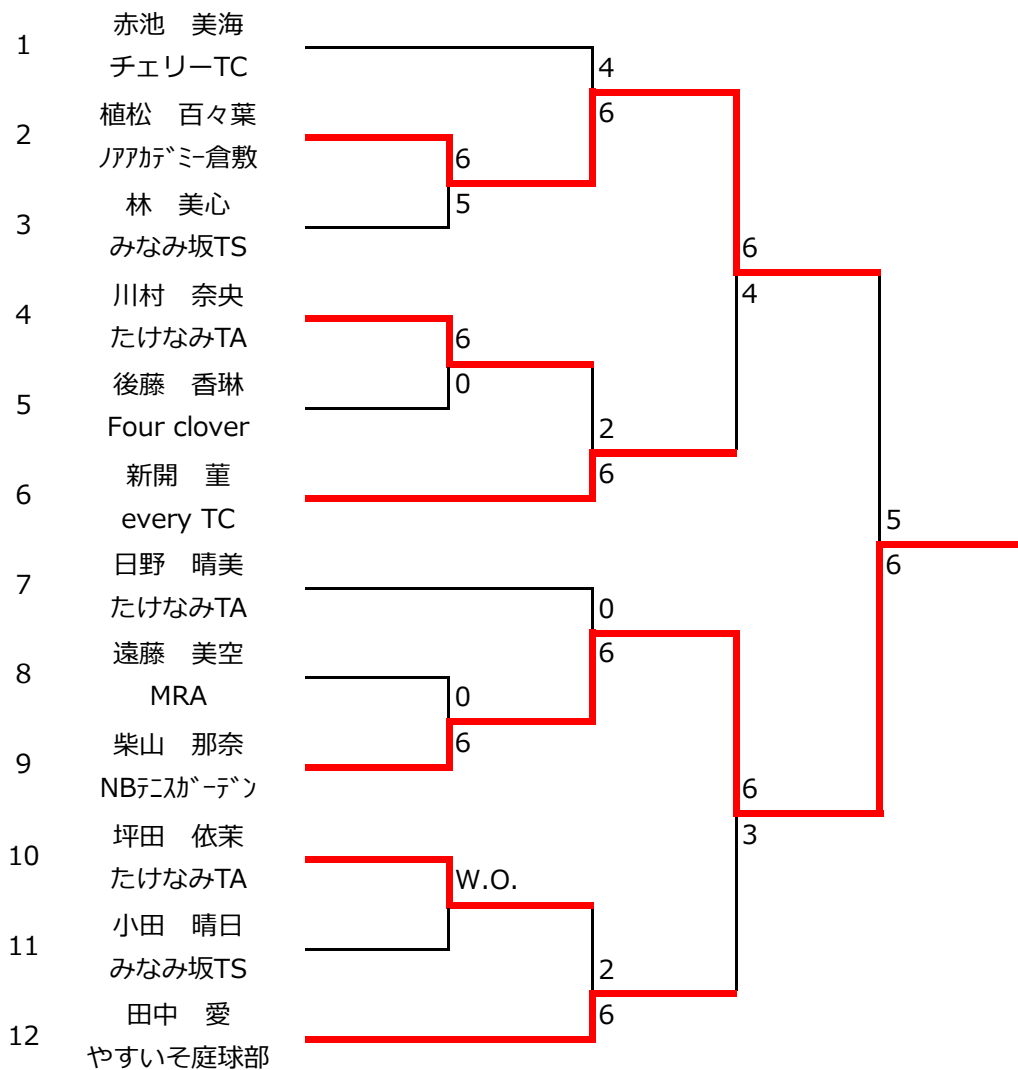 1
赤池　美海
チェリーTC
4
6
2
植松　百々葉
ﾉｱｱｶﾃﾞﾐｰ倉敷
6
5
3
林　美心
みなみ坂TS
6
4
4
川村　奈央
たけなみTA
6
0
5
後藤　香琳
Four clover
2
6
6
新開　菫
every TC
5
6
7
日野　晴美
たけなみTA
0
6
8
遠藤　美空
MRA
0
6
9
柴山　那奈
NBﾃﾆｽｶﾞｰﾃﾞﾝ
6
3
10
坪田　依茉
たけなみTA
W.O.
11
小田　晴日
みなみ坂TS
2
6
12
田中　愛
やすいそ庭球部